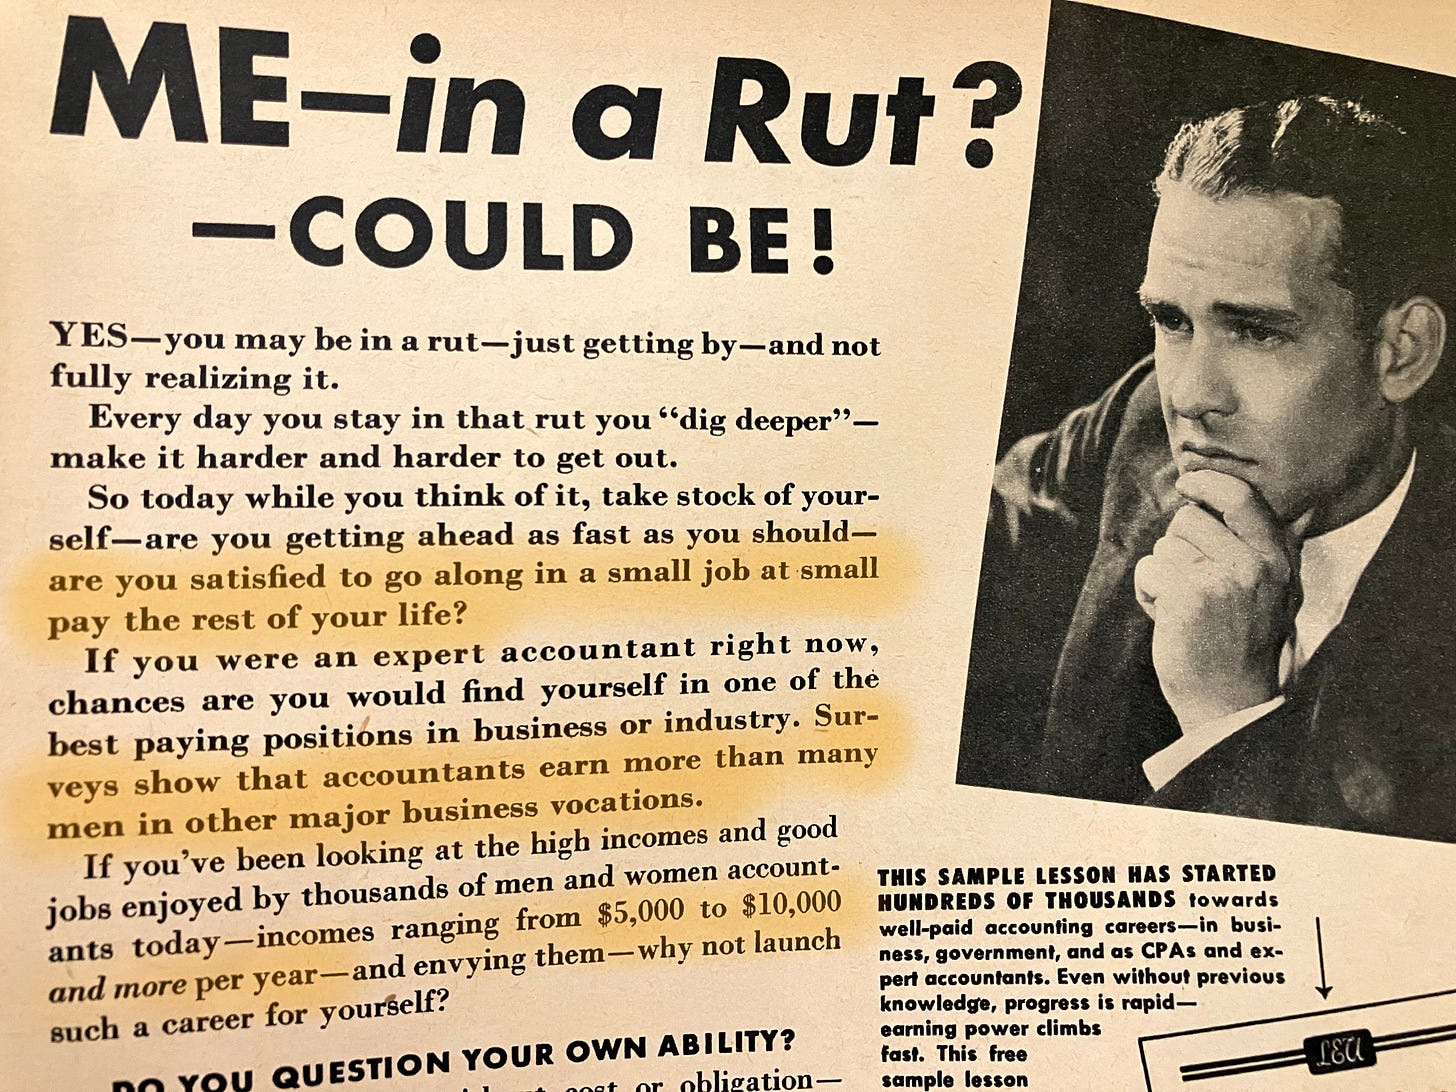 ME—in a Rut?
—COULD BE!
YES—you may be in a rut—just getting by—and not
fully realizing it.
Every day you stay in that rut you “dig deeper”—
make it harder and harder to get out.
So today while you think of it, take stock of your-
self—are you getting ahead as fast as you should—
are you satisfied to go along in a small job at small
pay the rest of your life?
If you were an expert accountant right now,
chances are you would find yourself in one of the
best paying positions in business or industry. Sur-
veys show that accountants earn more than many
men in other major business vocations.
If you’ve been looking at the high incomes and good
jobs enjoyed by thousands of men and women account-
ants today—incomes ranging from $5,000 to $10,000
and more per year—and envying them—why not launch
such a career for yourself?
DO YOU QUESTION YOUR OWN ABILITY?
cost or obligation—
THIS SAMPLE LESSON HAS STARTED
HUNDREDS OF THOUSANDS towards
well-paid accounting careers—in busi-
ness, government, and as CPAs and ex-
pert accountants. Even without previous
knowledge, progress is rapid—
earning power climbs
fast. This free
sample lesson
LEU